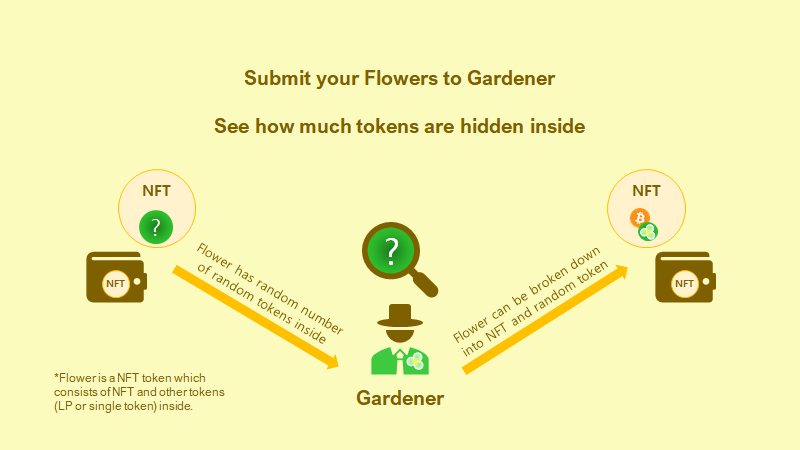 Submit your Flowers to Gardener
See how much tokens are hidden inside
NFT
?
NFT
Flower has random number
of random tokens inside
?
Gardener
Flower can be broken down
into NFT and random token
NFT
NFT
*Flower is a NFT token which
consists of NFT and other tokens
(LP or single token) inside.